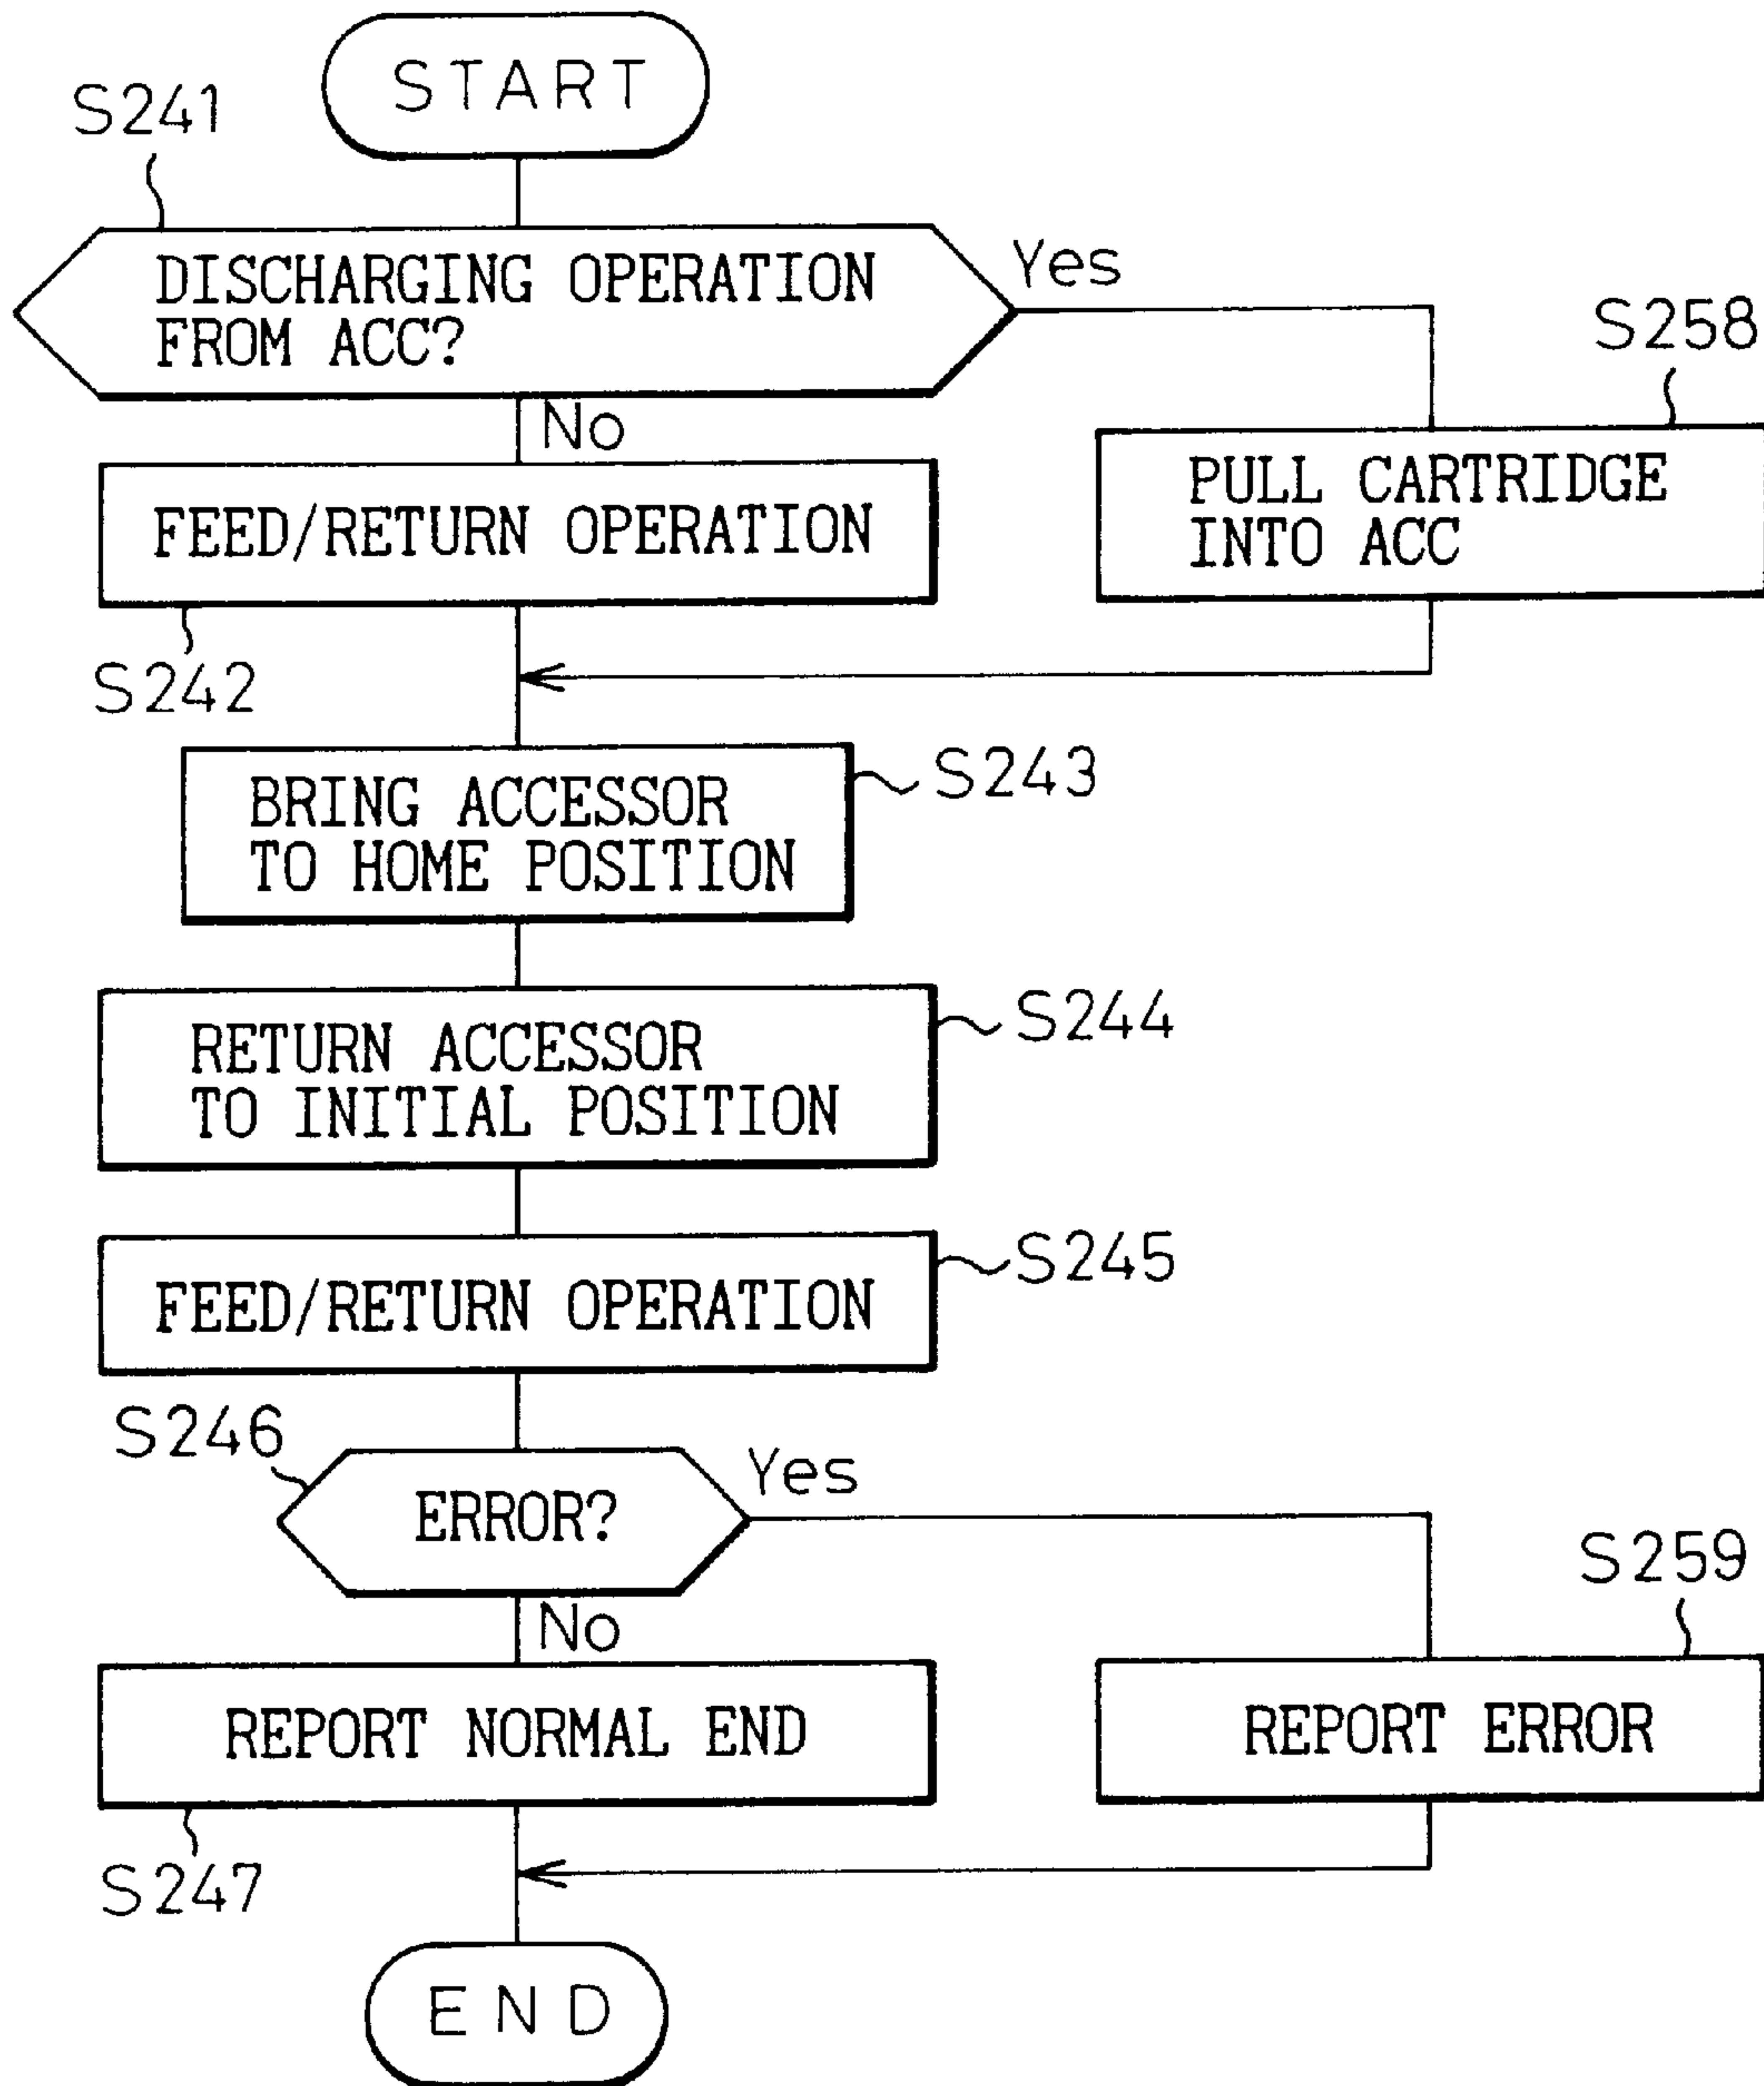 START
S241
DISCHARGING OPERATION
FROM ACC?
Yes
S258
No
PULL CARTRIDGE
INTO ACC
FEED/RETURN OPERATION
S242
S243
BRING ACCESSOR
TO HOME POSITION
S244
RETURN ACCESSOR
TO INITIAL POSITION
S245
FEED/RETURN OPERATION
S246
Yes
ERROR?
S259
No
REPORT NORMAL END
REPORT ERROR
S247
END